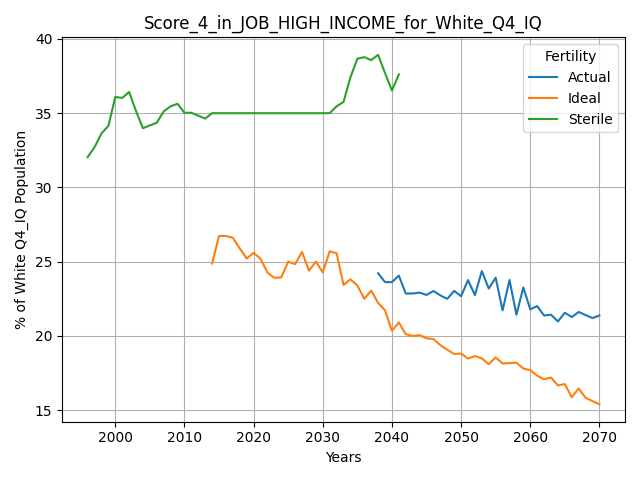 Score_4_in_JOB_HIGH_INCOME_for_White_Q4_IQ
% of White Q4_IQ Population
40
35
30
25
20
15
Fertility
Actual
Ideal
Sterile
2000 2010 2020 2030 2040 2050 2060 2070
Years